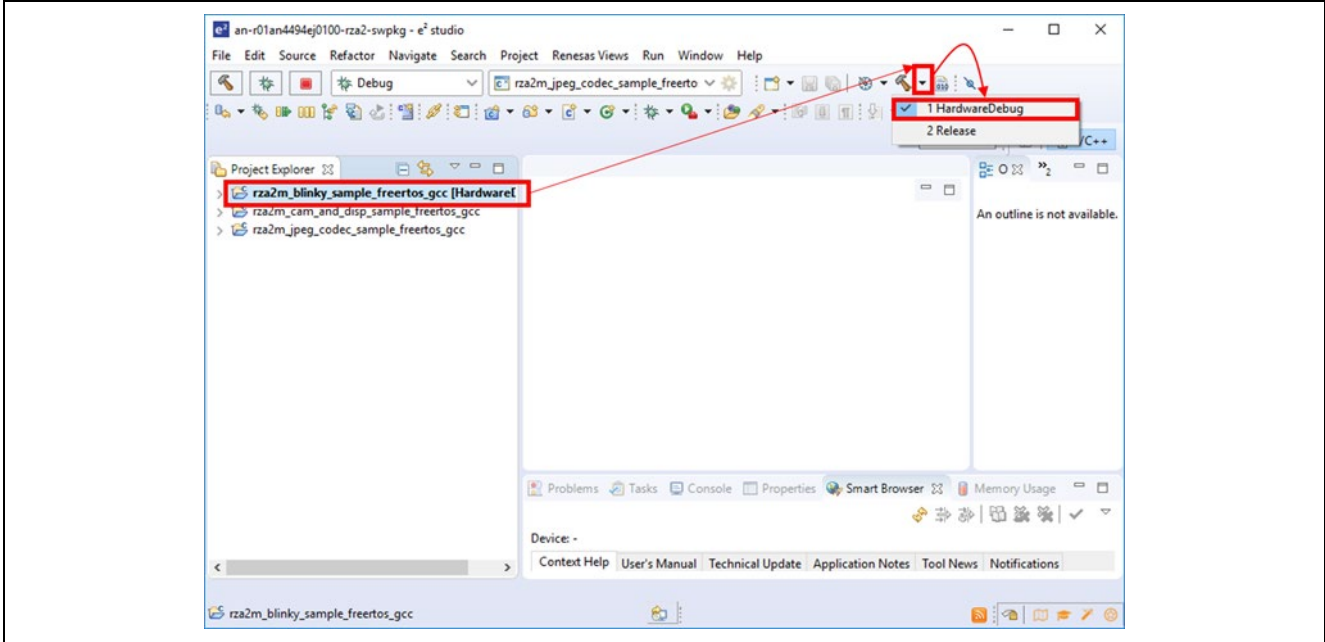 e² an-r01an4494ej0100-rza2-swpkg - e² studio
File Edit Source Refactor Navigate Search Project Renesas Views Run Window Help
Debug rza2m_jpeg_codec_sample_freerto
1 HardwareDebug
2 Release
/C++
Project Explorer
rza2m_blinky_sample_freertos_gcc [Hardware
rza2m_cam_and_disp_sample_freertos_gcc
rza2m_jpeg_codec_sample_freertos_gcc
O
»2
An outline is not available.
Problems Tasks Console Properties Smart Browser Memory Usage
Device: -
Context Help User's Manual Technical Update Application Notes Tool News Notifications
rza2m_blinky_sample_freertos_gcc